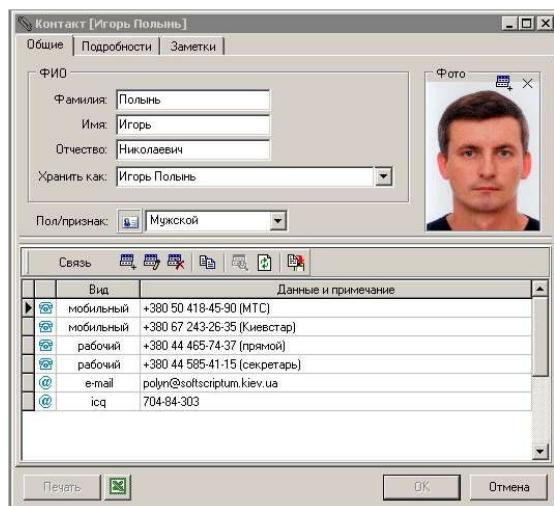 Контакт [Игорь Полынь]
Общие Подробности Заметки
ФИО
Фото
Фамилия: Полынь
Имя: Игорь
Отчество: Николаевич
Хранить как: Игорь Полынь
Пол/признак: Мужской
Связь
Вид Данные и примечание
мобильный +380 50 418-45-90 (МТС)
мобильный +380 67 243-26-35 (Киевстар)
рабочий +380 44 465-74-37 (прямой)
рабочий +380 44 585-41-15 (секретарь)
e-mail polyn@softscriptum.kiev.ua
icq 704-84-303
Печать OK Отмена